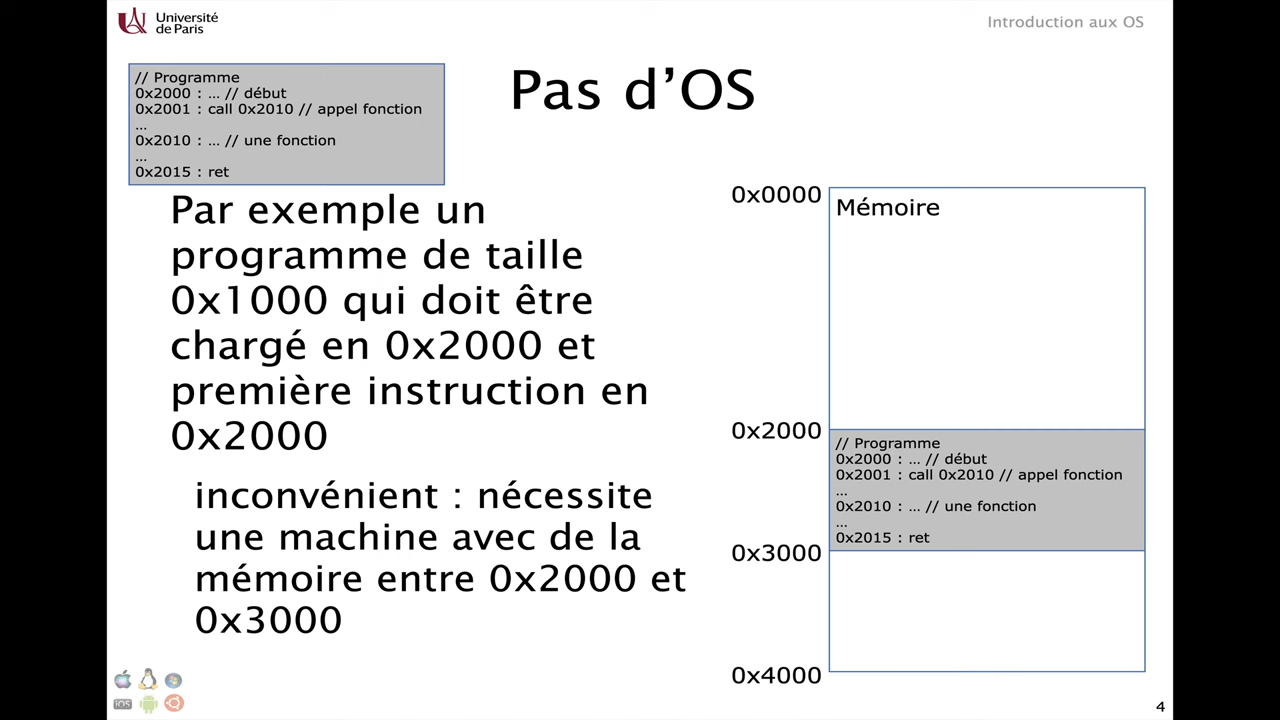 Université
de Paris
Introduction aux OS
// Programme
0x2000 : … // début
0x2001 : call 0x2010 // appel fonction
…
0x2010 : … // une fonction
…
0x2015 : ret
Pas d’OS
Par exemple un
programme de taille
0x1000 qui doit être
chargé en 0x2000 et
première instruction en
0x2000
inconvénient : nécessite
une machine avec de la
mémoire entre 0x2000 et
0x3000
0x0000
Mémoire
0x2000
// Programme
0x2000 : … // début
0x2001 : call 0x2010 // appel fonction
…
0x2010 : … // une fonction
…
0x2015 : ret
0x3000
0x4000
iOS
4